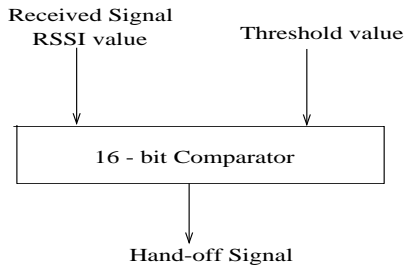 Received Signal
RSSI value
Threshold value
16 - bit Comparator
Hand-off Signal